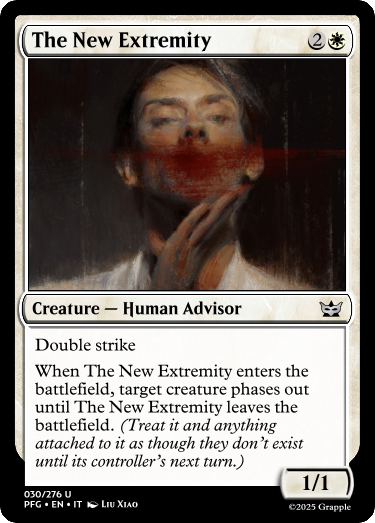 The New Extremity 2
Creature — Human Advisor
Double strike
When The New Extremity enters the
battlefield, target creature phases out
until The New Extremity leaves the
battlefield. (Treat it and anything
attached to it as though they don't exist
until its controller's next turn.)
1/1
030/276 U
PFG • EN • IT LIU XIAO
©2025 Grapple